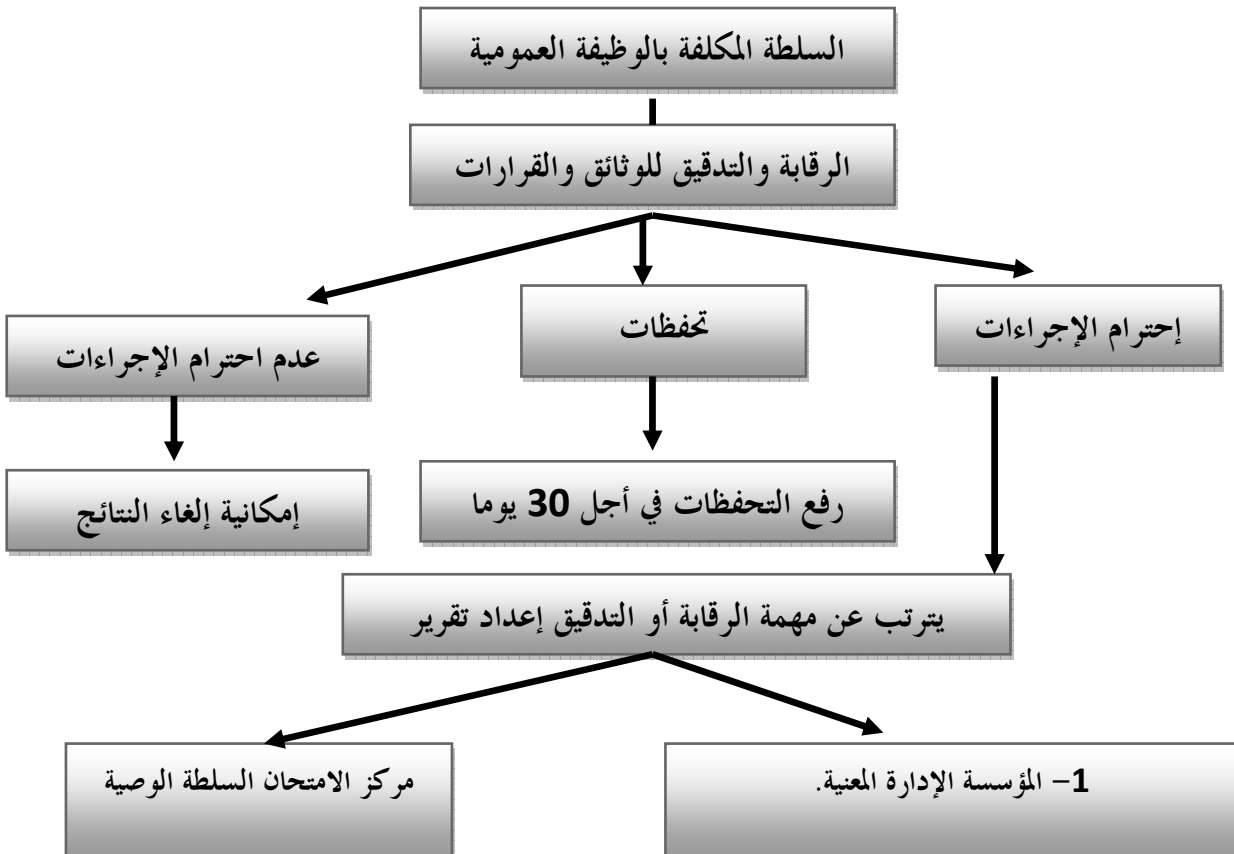 السلطة المكلفة بالوظيفة العمومية
الرقابة والتدقيق للوثائق والقرارات
إحترام الإجراءات
تحفظات
عدم احترام الإجراءات
رفع التحفظات في أجل 30 يوما
إمكانية إلغاء النتائج
يترتب عن مهمة الرقابة أو التدقيق إعداد تقرير
1– المؤسسة الإدارة المعنية.
مركز الامتحان السلطة الوصية